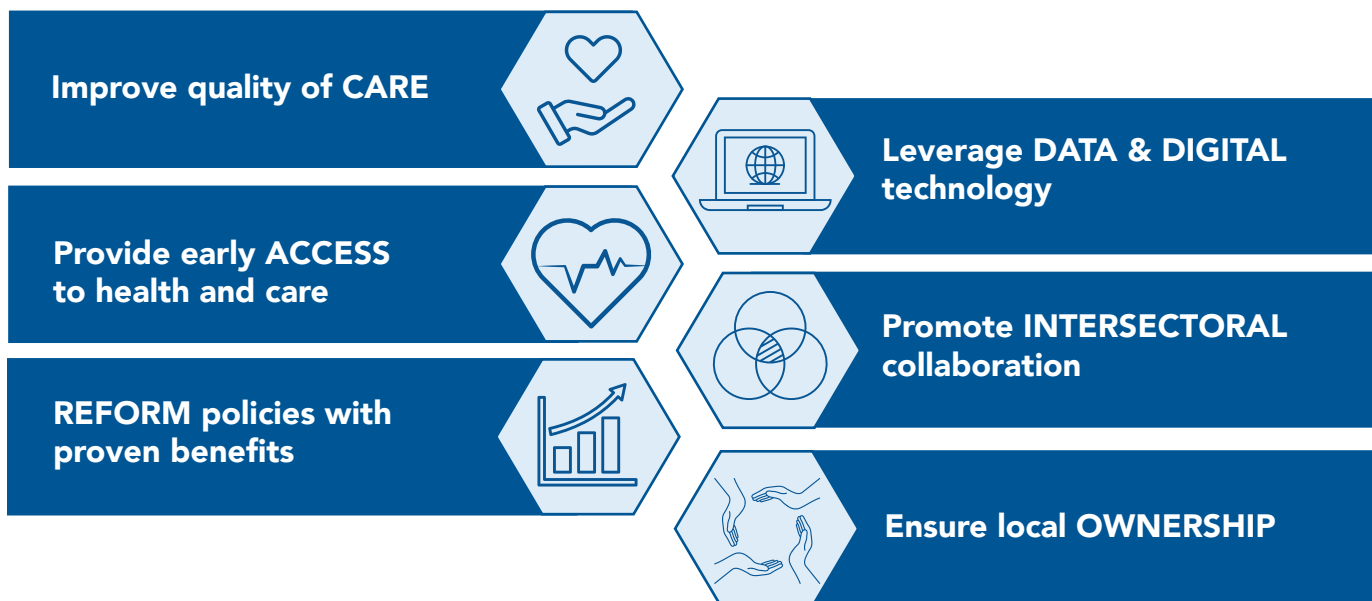 Improve quality of CARE
Leverage DATA & DIGITAL
technology
Provide early ACCESS
to health and care
Promote INTERSECTORAL
collaboration
REFORM policies with
proven benefits
Ensure local OWNERSHIP